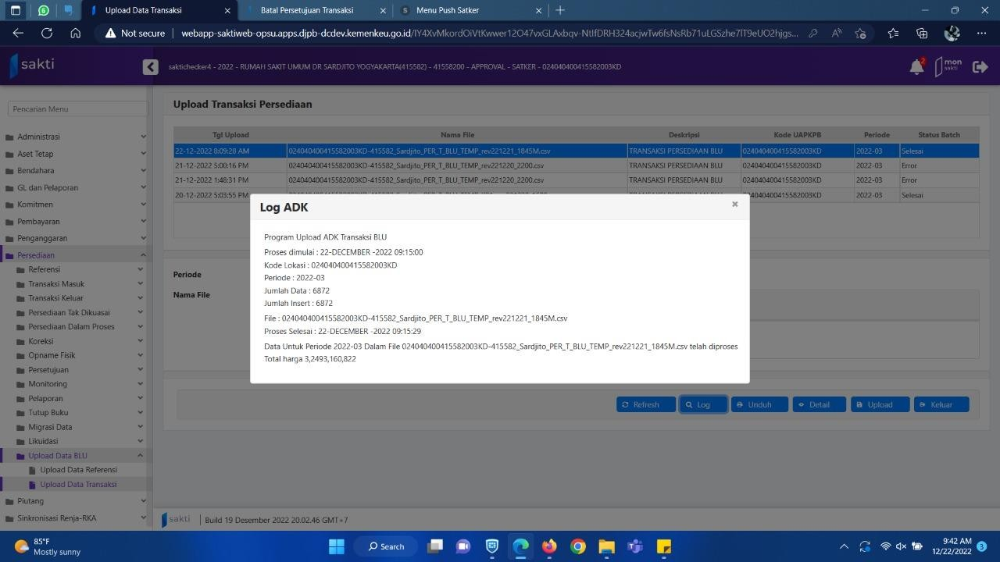 Upload Data Transaksi
Batal Persetujuan Transaksi
S Menu Push Satker
Not secure
webapp-saktiweb-opsu.apps.djpb-dcdev.kemenkeu.go.id/IY4XvMkordOiVtKwwer12O47vxGLAxbqv-NtIfDRH324acjwTw6fsNsRb71uLGSzhe7lT9eUO2hjgs...
sakti
saktichecker4 - 2022 - RUMAH SAKIT UMUM DR SARDJITO YOGYAKARTA(415582) - 41558200 - APPROVAL - SATKER - 024040400415582003KD
2
mon sakti
Pencarian Menu
Administrasi
Aset Tetap
Bendahara
GL dan Pelaporan
Komitmen
Pembayaran
Penganggaran
Persediaan
Referensi
Transaksi Masuk
Transaksi Keluar
Persediaan Tak Dikuasai
Persediaan Dalam Proses
Koreksi
Opname Fisik
Persetujuan
Monitoring
Pelaporan
Tutup Buku
Migrasi Data
Likuidasi
Upload Data BLU
Upload Data Referensi
Upload Data Transaksi
Piutang
Sinkronisasi Renja-RKA
Upload Transaksi Persediaan
Tgl Upload Nama File Deskripsi Kode UAPKPB Periode Status Batch
22-12-2022 8:09:28 AM 024040400415582003KD-415582_Sardjito_PER_T_BLU_TEMP_rev221221_1845M.csv TRANSAKSI PERSEDIAAN BLU 024040400415582003KD 2022-03 Selesai
21-12-2022 5:00:16 PM 024040400415582003KD-415582_Sardjito_PER_T_BLU_TEMP_rev221220_2200.csv TRANSAKSI PERSEDIAAN BLU 024040400415582003KD 2022-03 Error
21-12-2022 1:48:31 PM 024040400415582003KD-415582_Sardjito_PER_T_BLU_TEMP_rev221220_2200.csv TRANSAKSI PERSEDIAAN BLU 024040400415582003KD 2022-03 Error
20-12-2022 5:03:55 PM 2022-03 Selesai
Log ADK
Program Upload ADK Transaksi BLU
Proses dimulai : 22-DECEMBER -2022 09:15:00
Kode Lokasi : 024040400415582003KD
Periode : 2022-03
Jumlah Data : 6872
Jumlah Insert : 6872
File : 024040400415582003KD-415582_Sardjito_PER_T_BLU_TEMP_rev221221_1845M.csv
Proses Selesai : 22-DECEMBER -2022 09:15:29
Data Untuk Periode 2022-03 Dalam File 024040400415582003KD-415582_Sardjito_PER_T_BLU_TEMP_rev221221_1845M.csv telah diproses
Total harga 3,2493,160,822
Periode
Nama File
Refresh
Log
Unduh
Detail
Upload
Keluar
sakti
Build 19 Desember 2022 20.02.46 GMT+7
85°F
Mostly sunny
Search
9:42 AM
12/22/2022
3